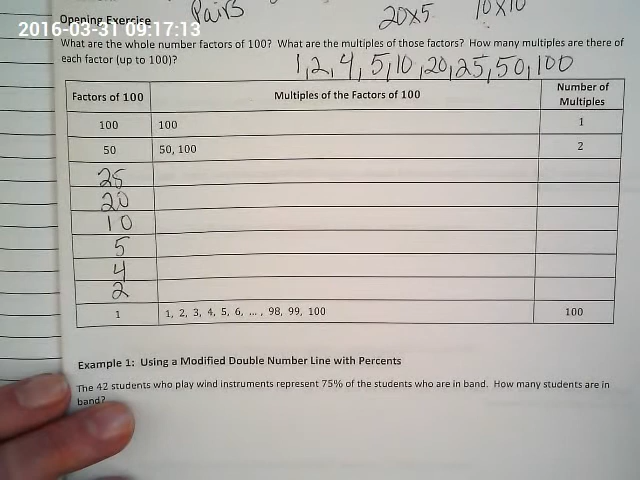 Pairs
20x5 10x10
Opening Exercise
2016-03-31 09:17:13
What are the whole number factors of 100? What are the multiples of those factors? How many multiples are there of
each factor (up to 100)?
1,2,4,5,10,20,25,50,100
Factors of 100 Multiples of the Factors of 100 Number of Multiples
100 100 1
50 50, 100 2
25
20
10
5
4
2
1 1, 2, 3, 4, 5, 6, ... , 98, 99, 100 100
Example 1: Using a Modified Double Number Line with Percents
The 42 students who play wind instruments represent 75% of the students who are in band. How many students are in
band?